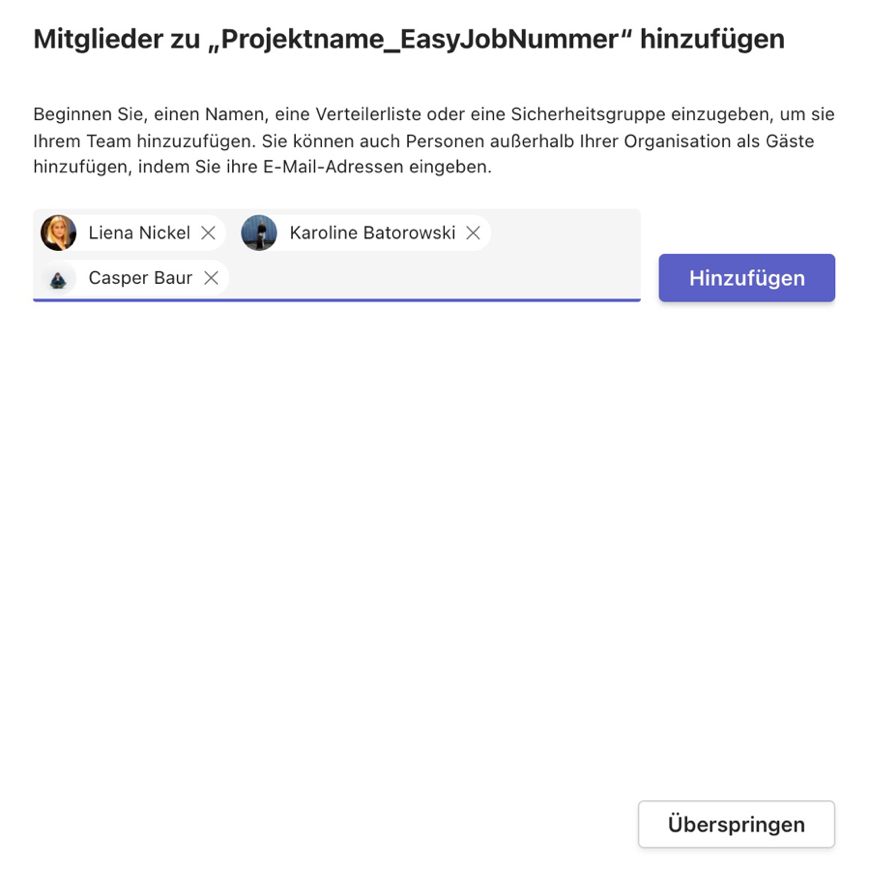 Mitglieder zu „Projektname_EasyJobNummer“ hinzufügen
Beginnen Sie, einen Namen, eine Verteilerliste oder eine Sicherheitsgruppe einzugeben, um sie
Ihrem Team hinzuzufügen. Sie können auch Personen außerhalb Ihrer Organisation als Gäste
hinzufügen, indem Sie ihre E-Mail-Adressen eingeben.
Liena Nickel Karoline Batorowski
Casper Baur
Hinzufügen
Überspringen